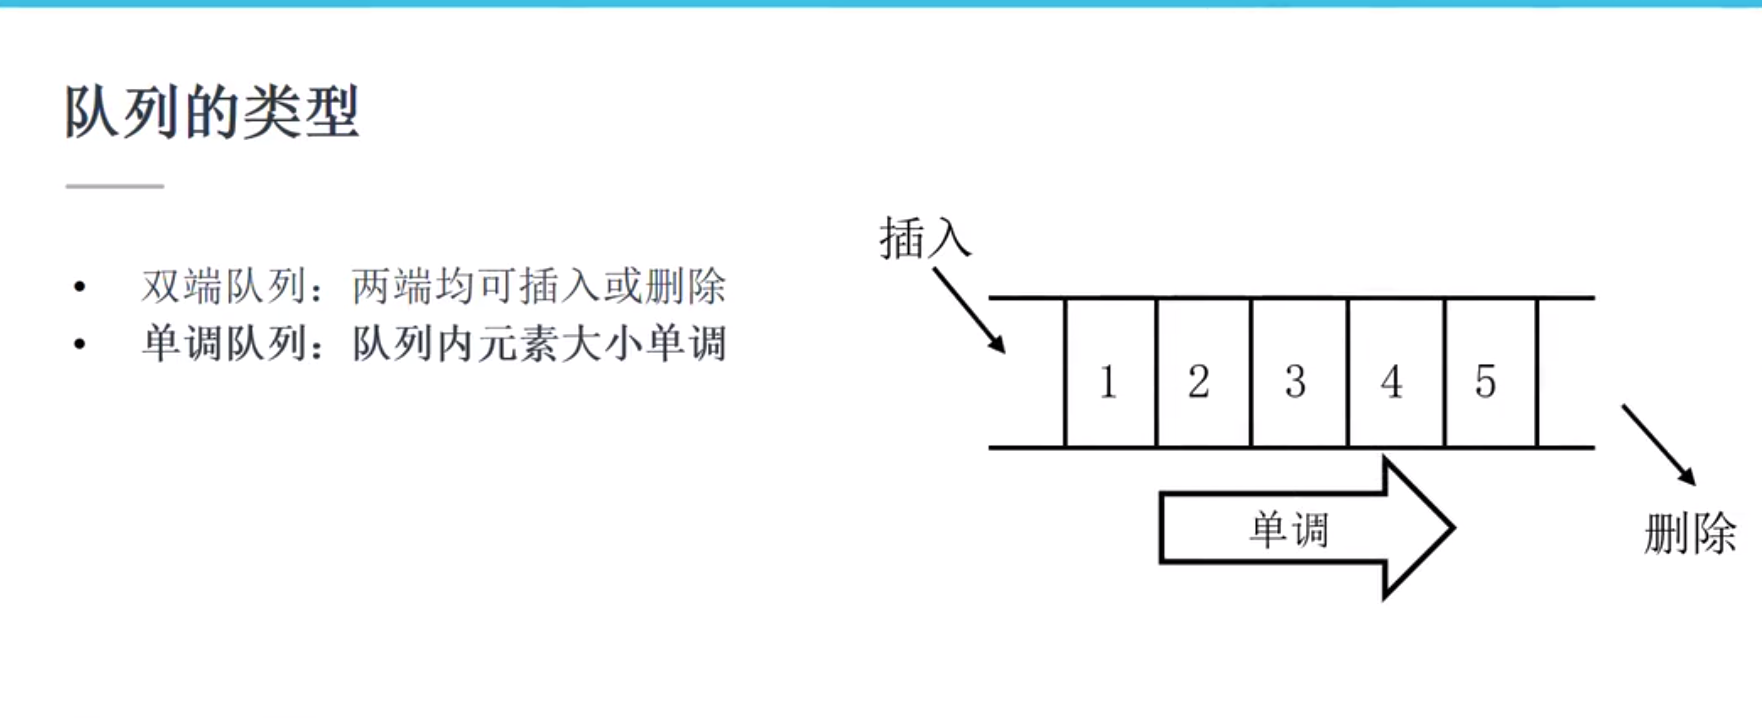 队列的类型
• 双端队列：两端均可插入或删除
• 单调队列：队列内元素大小单调
插入
1 2 3 4 5
单调
删除